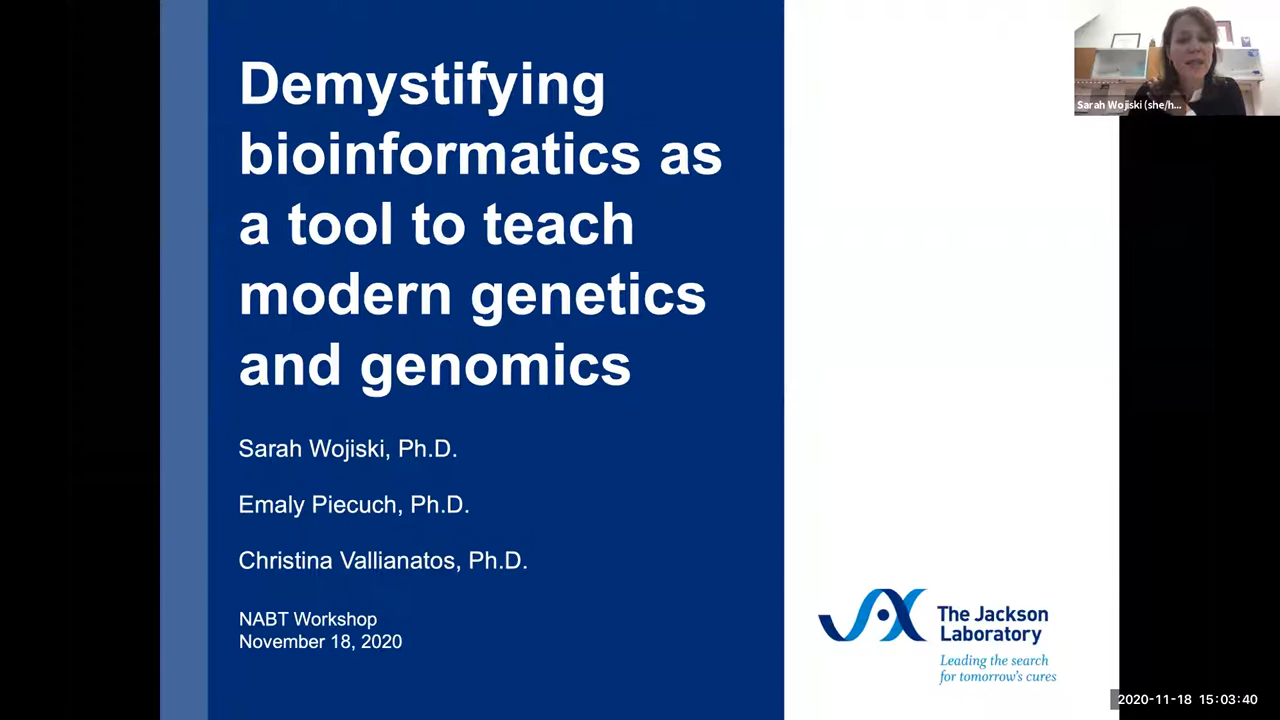 Demystifying
bioinformatics as
a tool to teach
modern genetics
and genomics
Sarah Wojiski, Ph.D.
Emaly Piecuch, Ph.D.
Christina Vallianatos, Ph.D.
NABT Workshop
November 18, 2020
Sarah Wojiski (she/h...
The Jackson
Laboratory
Leading the search
for tomorrow's cures
2020-11-18 15:03:40